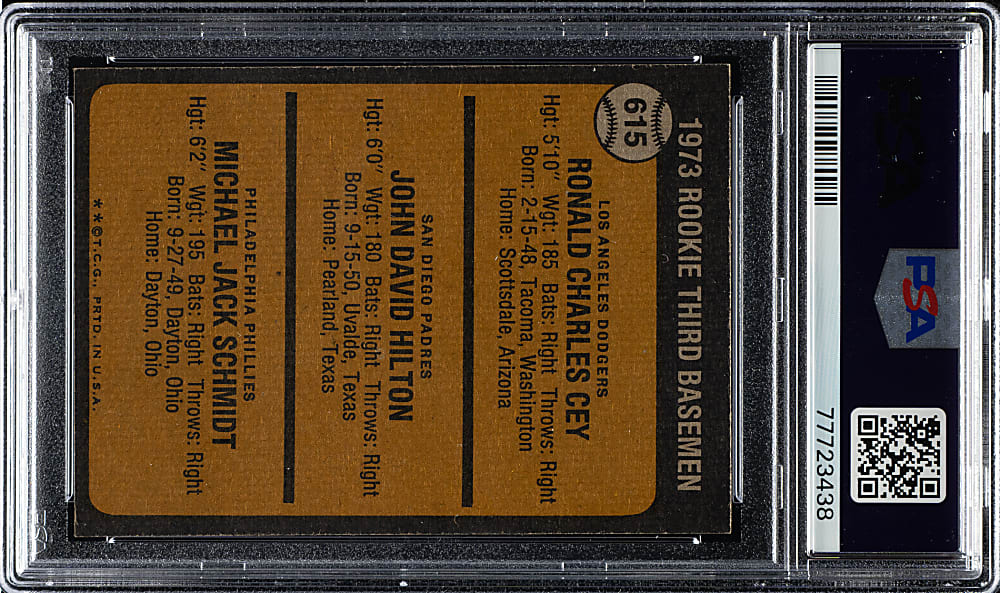 PSA
77723438
1973 ROOKIE THIRD BASEMEN
615
LOS ANGELES DODGERS
RONALD CHARLES CEY
Hgt: 5'10" Wgt: 185 Bats: Right Throws: Right
Born: 2-15-48, Tacoma, Washington
Home: Scottsdale, Arizona
SAN DIEGO PADRES
JOHN DAVID HILTON
Hgt: 6'0" Wgt: 180 Bats: Right Throws: Right
Born: 9-15-50, Uvalde, Texas
Home: Pearland, Texas
PHILADELPHIA PHILLIES
MICHAEL JACK SCHMIDT
Hgt: 6'2" Wgt: 195 Bats: Right Throws: Right
Born: 9-27-49, Dayton, Ohio
Home: Dayton, Ohio
**©T.C.G., PRTD. IN U.S.A.